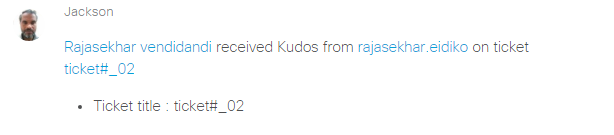 Jackson
Rajasekhar vendidandi received Kudos from rajasekhar.eidiko on ticket
ticket#_02
• Ticket title : ticket#_02